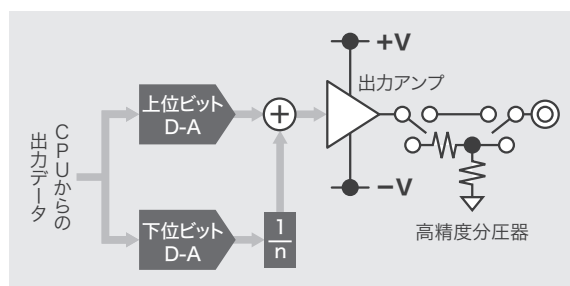 CPUからの
出力データ
上位ビット
D-A
下位ビット
D-A
1
n
+
+V
出力アンプ
−V
高精度分圧器